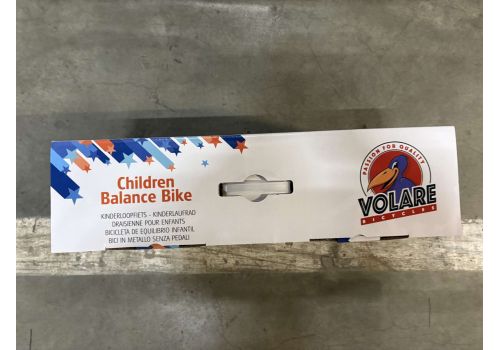 Children
Balance Bike
KINDERLOOPFIETS - KINDERLAUFRAD
DRAISIENNE POUR ENFANTS
BICICLETA DE EQUILIBRIO INFANTIL
BICI IN METALLO SENZA PEDALI
PASSION FOR QUALITY
VOLARE
BICYCLES